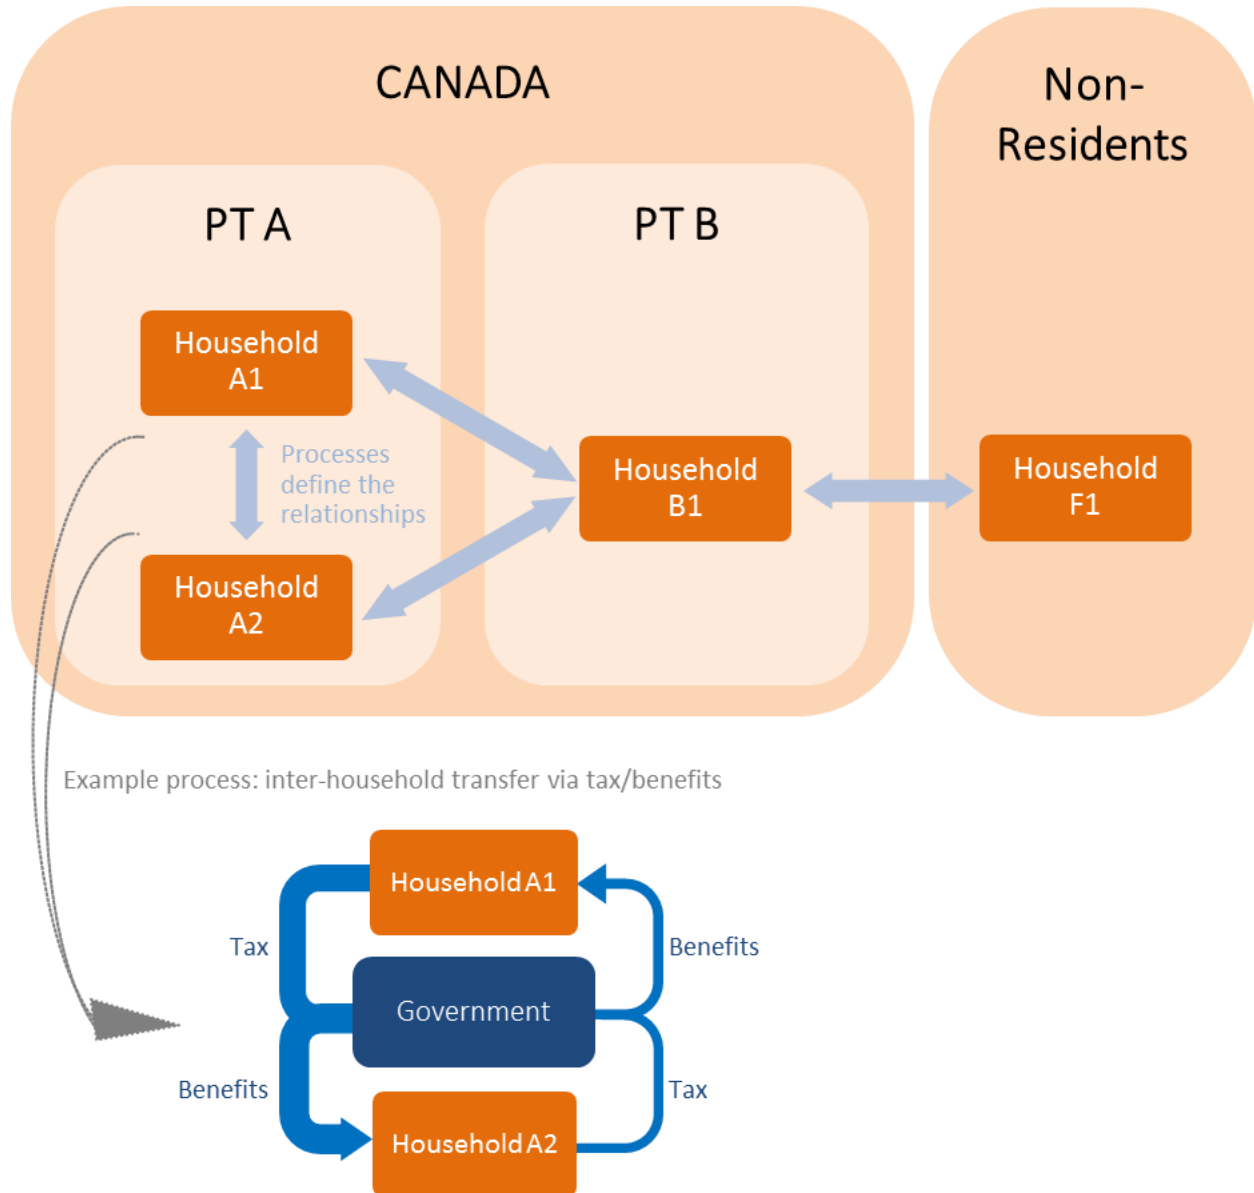 CANADA
Non-
Residents
PT A
PT B
Household
A1
Processes
define the
relationships
Household
A2
Household
B1
Household
F1
Example process: inter-household transfer via tax/benefits
Household A1
Tax
Benefits
Government
Benefits
Tax
Household A2